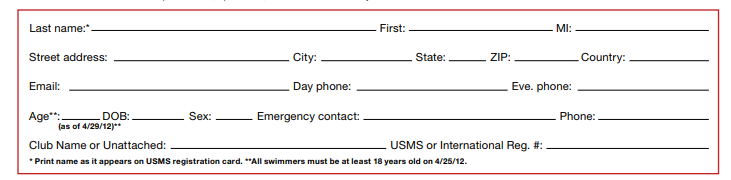 Last name:* First: MI:
Street address: City: State: ZIP: Country:
Email: Day phone: Eve. phone:
Age**: DOB: Sex: Emergency contact: Phone:
(as of 4/29/12)**
Club Name or Unattached: USMS or International Reg. #:
* Print name as it appears on USMS registration card. **All swimmers must be at least 18 years old on 4/25/12.